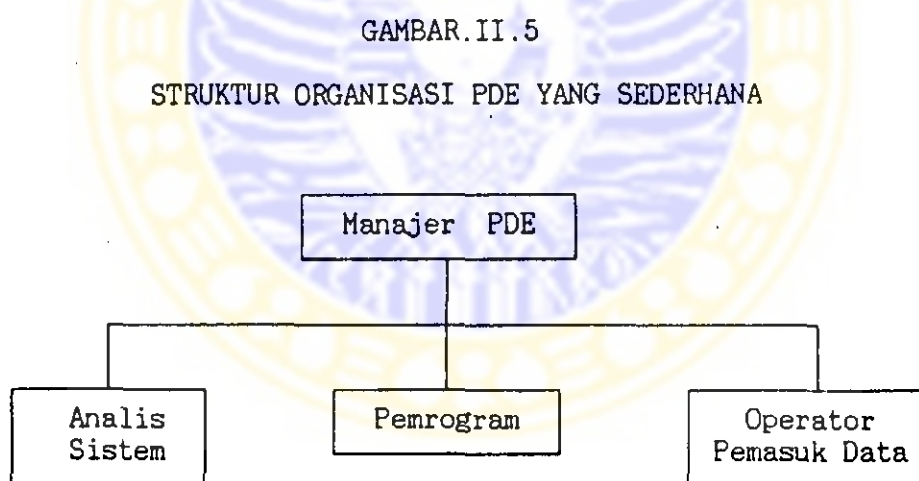 GAMBAR.II.5
STRUKTUR ORGANISASI PDE YANG SEDERHANA
Manajer PDE
Analis
Sistem
Pemrogram
Operator
Pemasuk Data